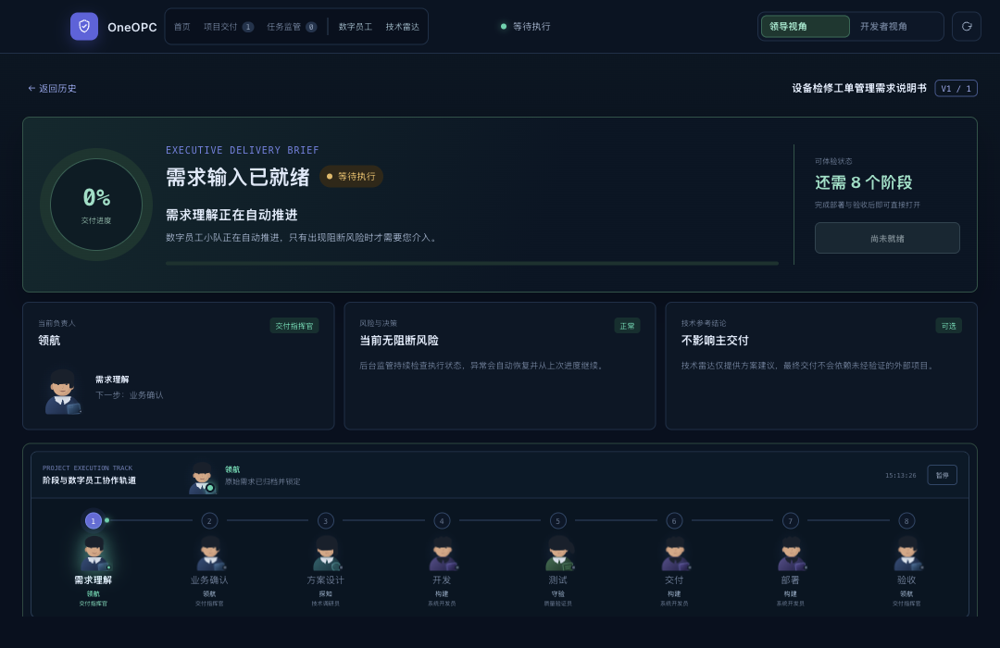 OneOPC
首页 项目交付 1 任务监管 0 数字员工 技术雷达
等待执行
领导视角 开发者视角
← 返回历史
设备检修工单管理需求说明书 V1 / 1
0%
交付进度
EXECUTIVE DELIVERY BRIEF
需求输入已就绪 等待执行
需求理解正在自动推进
数字员工小队正在自动推进，只有出现阻断风险时才需要您介入。
可体验状态
还需 8 个阶段
完成部署与验收后即可直接打开
尚未就绪
当前负责人
领航
交付指挥官
需求理解
下一步：业务确认
风险与决策
当前无阻断风险
正常
后台监管持续检查执行状态，异常会自动恢复并从上次进度继续。
技术参考结论
不影响主交付
可选
技术雷达仅提供方案建议，最终交付不会依赖未经验证的外部项目。
PROJECT EXECUTION TRACK
阶段与数字员工协作轨道
领航
原始需求已归档并锁定
15:13:26
暂停
1 2 3 4 5 6 7 8
需求理解 业务确认 方案设计 开发 测试 交付 部署 验收
领航 领航 探知 构建 守验 构建 构建 领航
交付指挥官 交付指挥官 技术调研员 系统开发员 质量验证员 系统开发员 系统开发员 交付指挥官